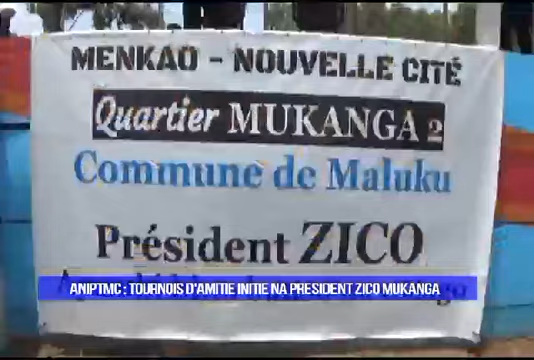 MENKAO - NOUVELLE CITÉ
Quartier MUKANGA 2
Commune de Maluku
Président ZICO
ANIPTMC : TOURNOIS D'AMITIE INITIE NA PRESIDENT ZICO MUKANGA